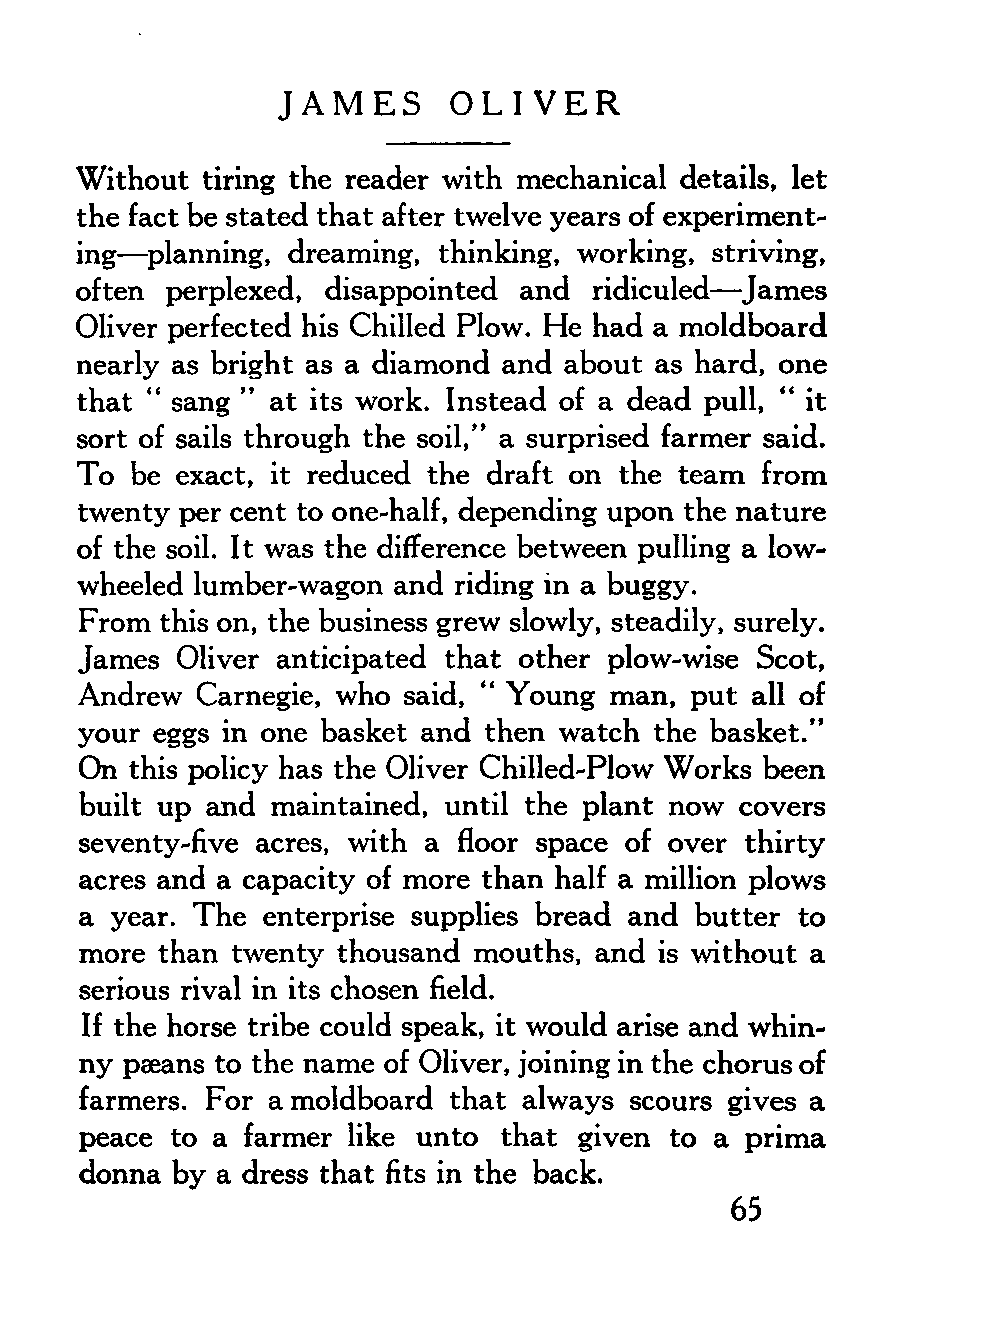 JAMES OLIVER
Without tiring the reader with mechanical details, let
the fact be stated that after twelve years of experiment-
ing—planning, dreaming, thinking, working, striving,
often perplexed, disappointed and ridiculed—James
Oliver perfected his Chilled Plow. He had a moldboard
nearly as bright as a diamond and about as hard, one
that “ sang ” at its work. Instead of a dead pull, “ it
sort of sails through the soil,” a surprised farmer said.
To be exact, it reduced the draft on the team from
twenty per cent to one-half, depending upon the nature
of the soil. It was the difference between pulling a low-
wheeled lumber-wagon and riding in a buggy.
From this on, the business grew slowly, steadily, surely.
James Oliver anticipated that other plow-wise Scot,
Andrew Carnegie, who said, “ Young man, put all of
your eggs in one basket and then watch the basket.”
On this policy has the Oliver Chilled-Plow Works been
built up and maintained, until the plant now covers
seventy-five acres, with a floor space of over thirty
acres and a capacity of more than half a million plows
a year. The enterprise supplies bread and butter to
more than twenty thousand mouths, and is without a
serious rival in its chosen field.
If the horse tribe could speak, it would arise and whin-
ny pæans to the name of Oliver, joining in the chorus of
farmers. For a moldboard that always scours gives a
peace to a farmer like unto that given to a prima
donna by a dress that fits in the back.
65